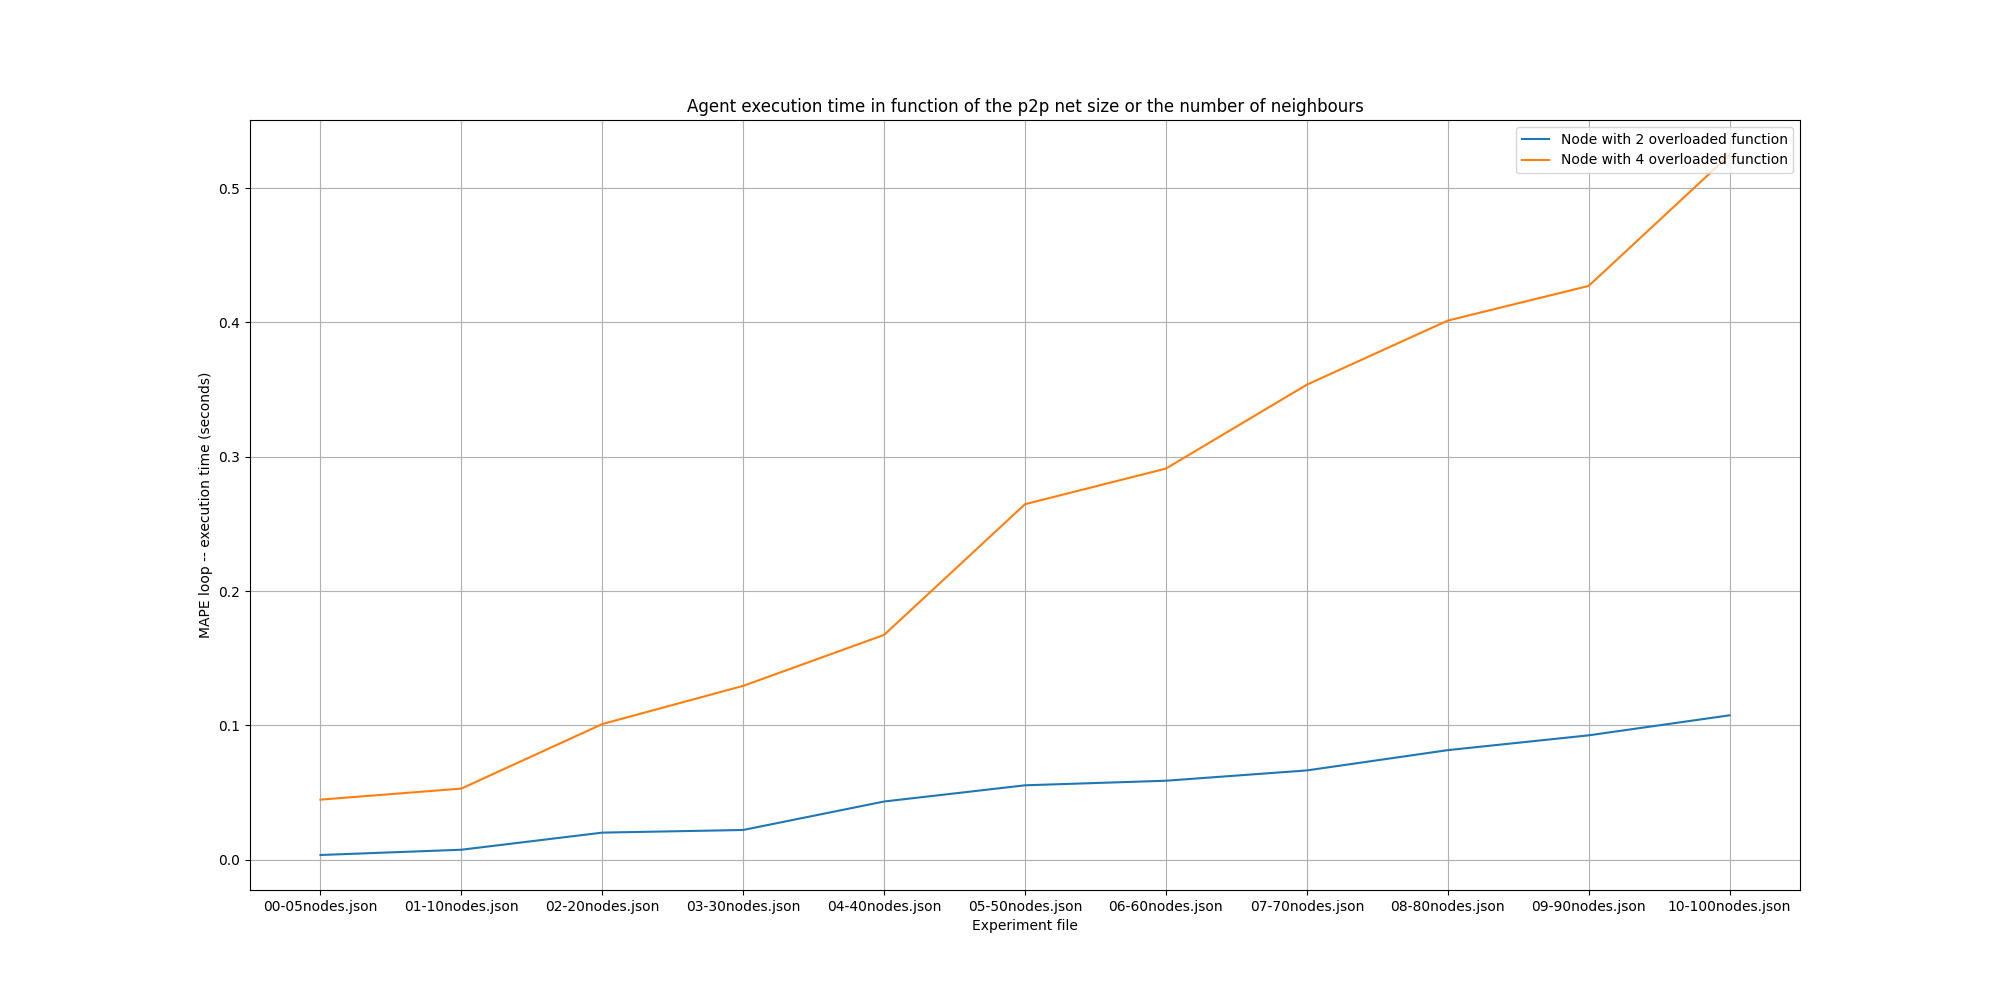 Agent execution time in function of the p2p net size or the number of neighbours
Node with 2 overloaded function
Node with 4 overloaded function
0.5
0.4
0.3
0.2
0.1
0.0
MAPE loop -- execution time (seconds)
00-05nodes.json 01-10nodes.json 02-20nodes.json 03-30nodes.json 04-40nodes.json 05-50nodes.json 06-60nodes.json 07-70nodes.json 08-80nodes.json 09-90nodes.json 10-100nodes.json
Experiment file